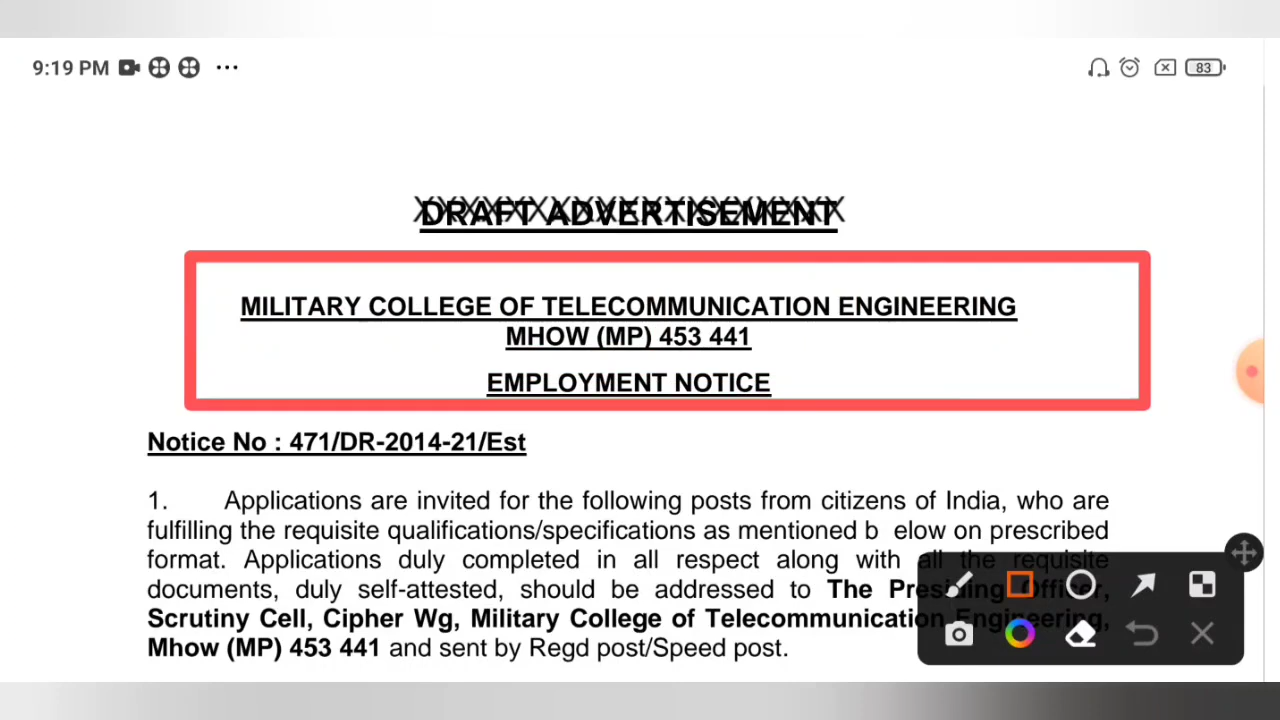 9:19 PM ... 83
DRAFT ADVERTISEMENT
MILITARY COLLEGE OF TELECOMMUNICATION ENGINEERING
MHOW (MP) 453 441
EMPLOYMENT NOTICE
Notice No : 471/DR-2014-21/Est
1. Applications are invited for the following posts from citizens of India, who are
fulfilling the requisite qualifications/specifications as mentioned b elow on prescribed
format. Applications duly completed in all respect along with all the requisite
documents, duly self-attested, should be addressed to The Presiding Officer,
Scrutiny Cell, Cipher Wg, Military College of Telecommunication Engineering,
Mhow (MP) 453 441 and sent by Regd post/Speed post.